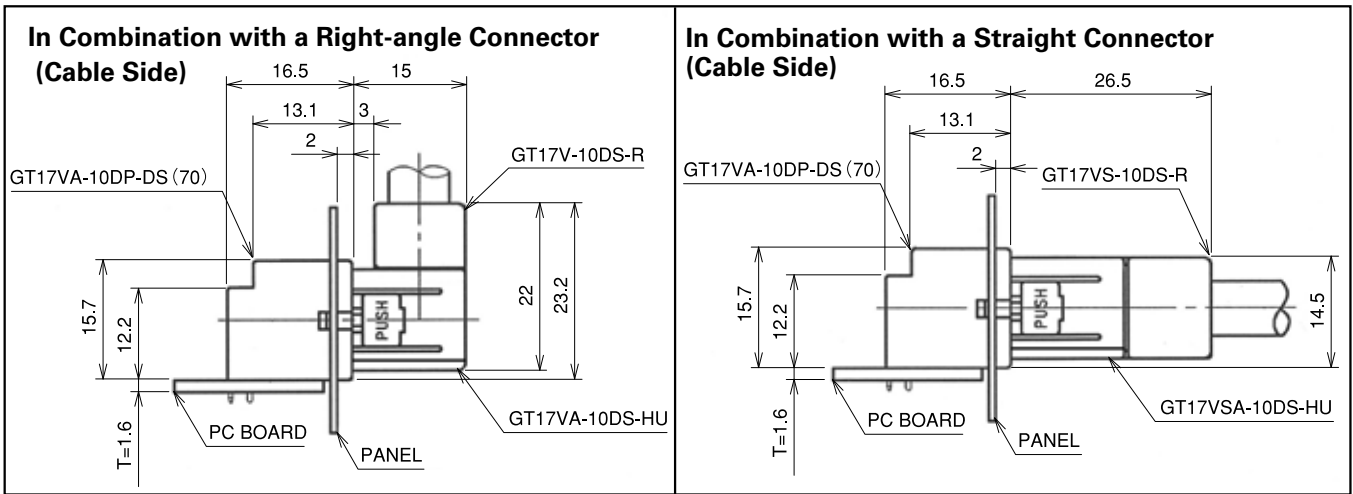 In Combination with a Right-angle Connector
(Cable Side)
16.5
15
13.1
3
2
GT17V-10DS-R
GT17VA-10DP-DS (70)
15.7
12.2
22
23.2
PUSH
T=1.6
PC BOARD
PANEL
GT17VA-10DS-HU
In Combination with a Straight Connector
(Cable Side)
16.5
26.5
13.1
2
GT17VA-10DP-DS (70)
GT17VS-10DS-R
15.7
12.2
PUSH
14.5
T=1.6
PC BOARD
PANEL
GT17VSA-10DS-HU